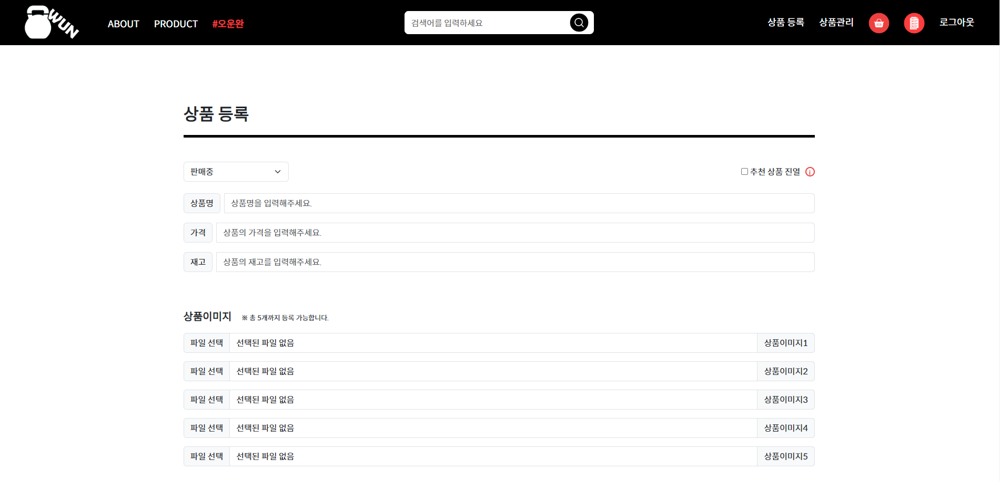 WUN
ABOUT PRODUCT #오운완 검색어를 입력하세요 상품 등록 상품관리 로그아웃
상품 등록
판매중 추천 상품 진열
상품명 상품명을 입력해주세요.
가격 상품의 가격을 입력해주세요.
재고 상품의 재고를 입력해주세요.
상품이미지 ※ 총 5개까지 등록 가능합니다.
파일 선택 선택된 파일 없음 상품이미지1
파일 선택 선택된 파일 없음 상품이미지2
파일 선택 선택된 파일 없음 상품이미지3
파일 선택 선택된 파일 없음 상품이미지4
파일 선택 선택된 파일 없음 상품이미지5